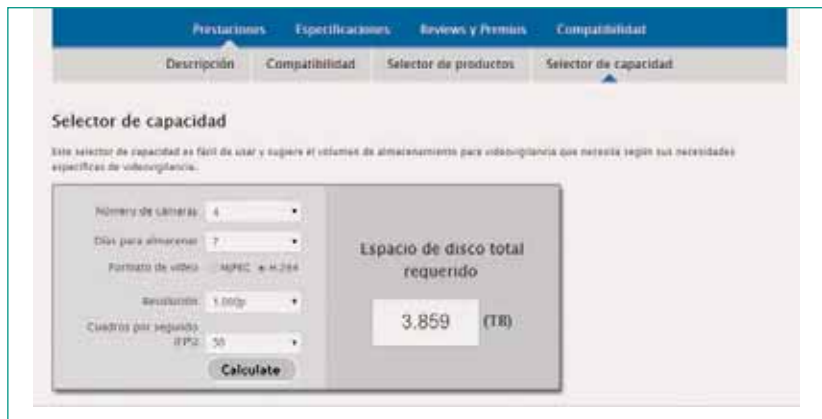 Prestaciones Especificaciones Reviews y Premios Compatibilidad
Descripción Compatibilidad Selector de productos Selector de capacidad
Selector de capacidad
Este selector de capacidad es fácil de usar y sugiere el volumen de almacenamiento para videovigilancia que necesita según sus necesidades
específicas de videovigilancia.
Número de cámaras 4
Días para almacenar 7
Formato de vídeo MJPEG H.264
Resolución
Cuadros por segundo
(FPS)
Calculate
Espacio de disco total
requerido
3.859 (TB)